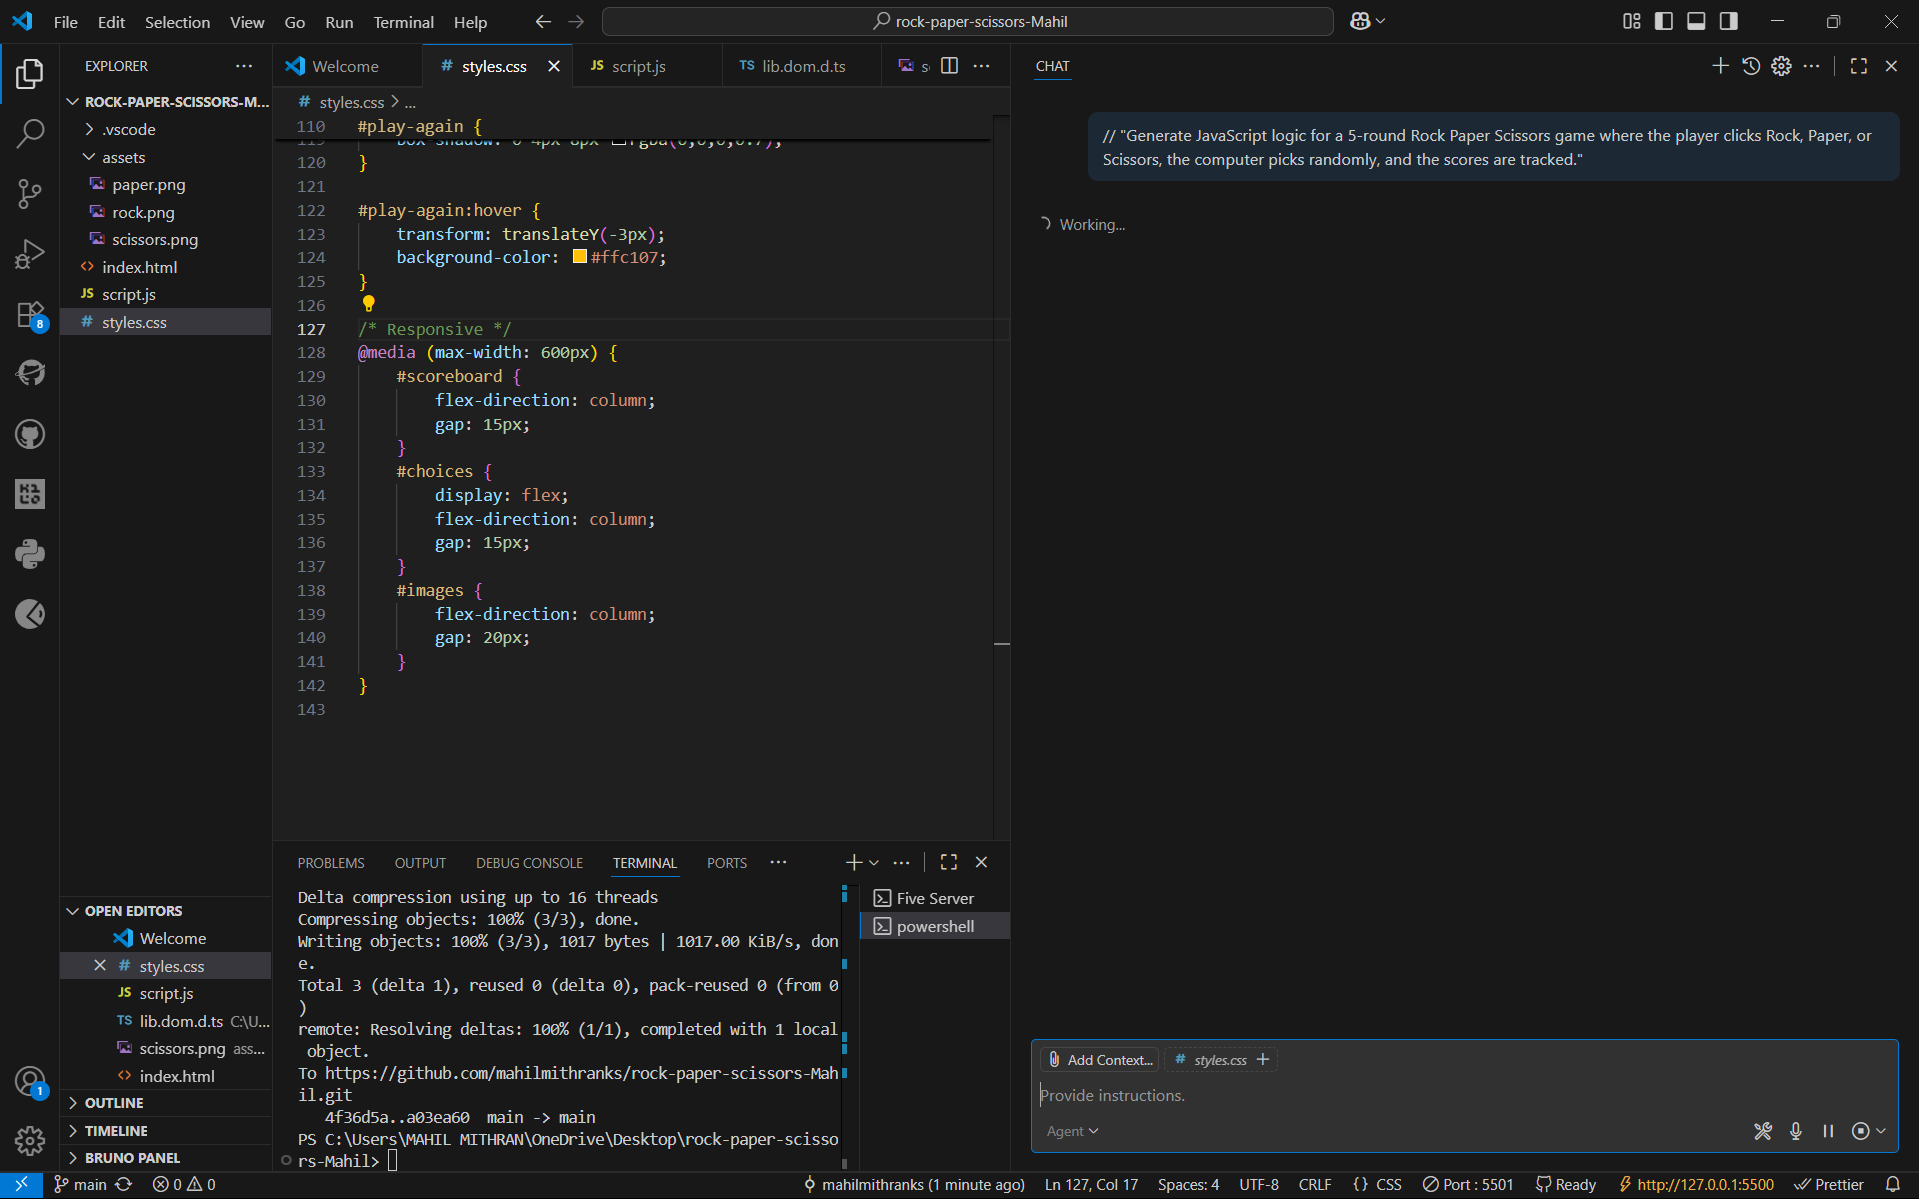 File Edit Selection View Go Run Terminal Help
rock-paper-scissors-Mahil
EXPLORER
ROCK-PAPER-SCISSORS-M...
.vscode
assets
paper.png
rock.png
scissors.png
index.html
JS script.js
# styles.css
8
OPEN EDITORS
Welcome
# styles.css
JS script.js
TS lib.dom.d.ts C:\U...
scissors.png ass...
index.html
OUTLINE
TIMELINE
BRUNO PANEL
1
Welcome
# styles.css
JS script.js
TS lib.dom.d.ts
# styles.css > ...
110 #play-again {
120 }
121
122 #play-again:hover {
123 transform: translateY(-3px);
124 background-color: #ffc107;
125 }
126
127 /* Responsive */
128 @media (max-width: 600px) {
129 #scoreboard {
130 flex-direction: column;
131 gap: 15px;
132 }
133 #choices {
134 display: flex;
135 flex-direction: column;
136 gap: 15px;
137 }
138 #images {
139 flex-direction: column;
140 gap: 20px;
141 }
142 }
143
PROBLEMS OUTPUT DEBUG CONSOLE TERMINAL PORTS
Delta compression using up to 16 threads
Compressing objects: 100% (3/3), done.
Writing objects: 100% (3/3), 1017 bytes | 1017.00 KiB/s, don
e.
Total 3 (delta 1), reused 0 (delta 0), pack-reused 0 (from 0
)
remote: Resolving deltas: 100% (1/1), completed with 1 local
object.
To https://github.com/mahilmithranks/rock-paper-scissors-Mah
il.git
4f36d5a..a03ea60 main -> main
PS C:\Users\MAHIL MITHRAN\OneDrive\Desktop\rock-paper-scisso
rs-Mahil>
Five Server
powershell
CHAT
// "Generate JavaScript logic for a 5-round Rock Paper Scissors game where the player clicks Rock, Paper, or
Scissors, the computer picks randomly, and the scores are tracked."
Working...
Add Context... # styles.css +
Provide instructions.
Agent
main 0 0
mahilmithranks (1 minute ago) Ln 127, Col 17 Spaces: 4 UTF-8 CRLF {} CSS Port : 5501 Ready http://127.0.0.1:5500 Prettier